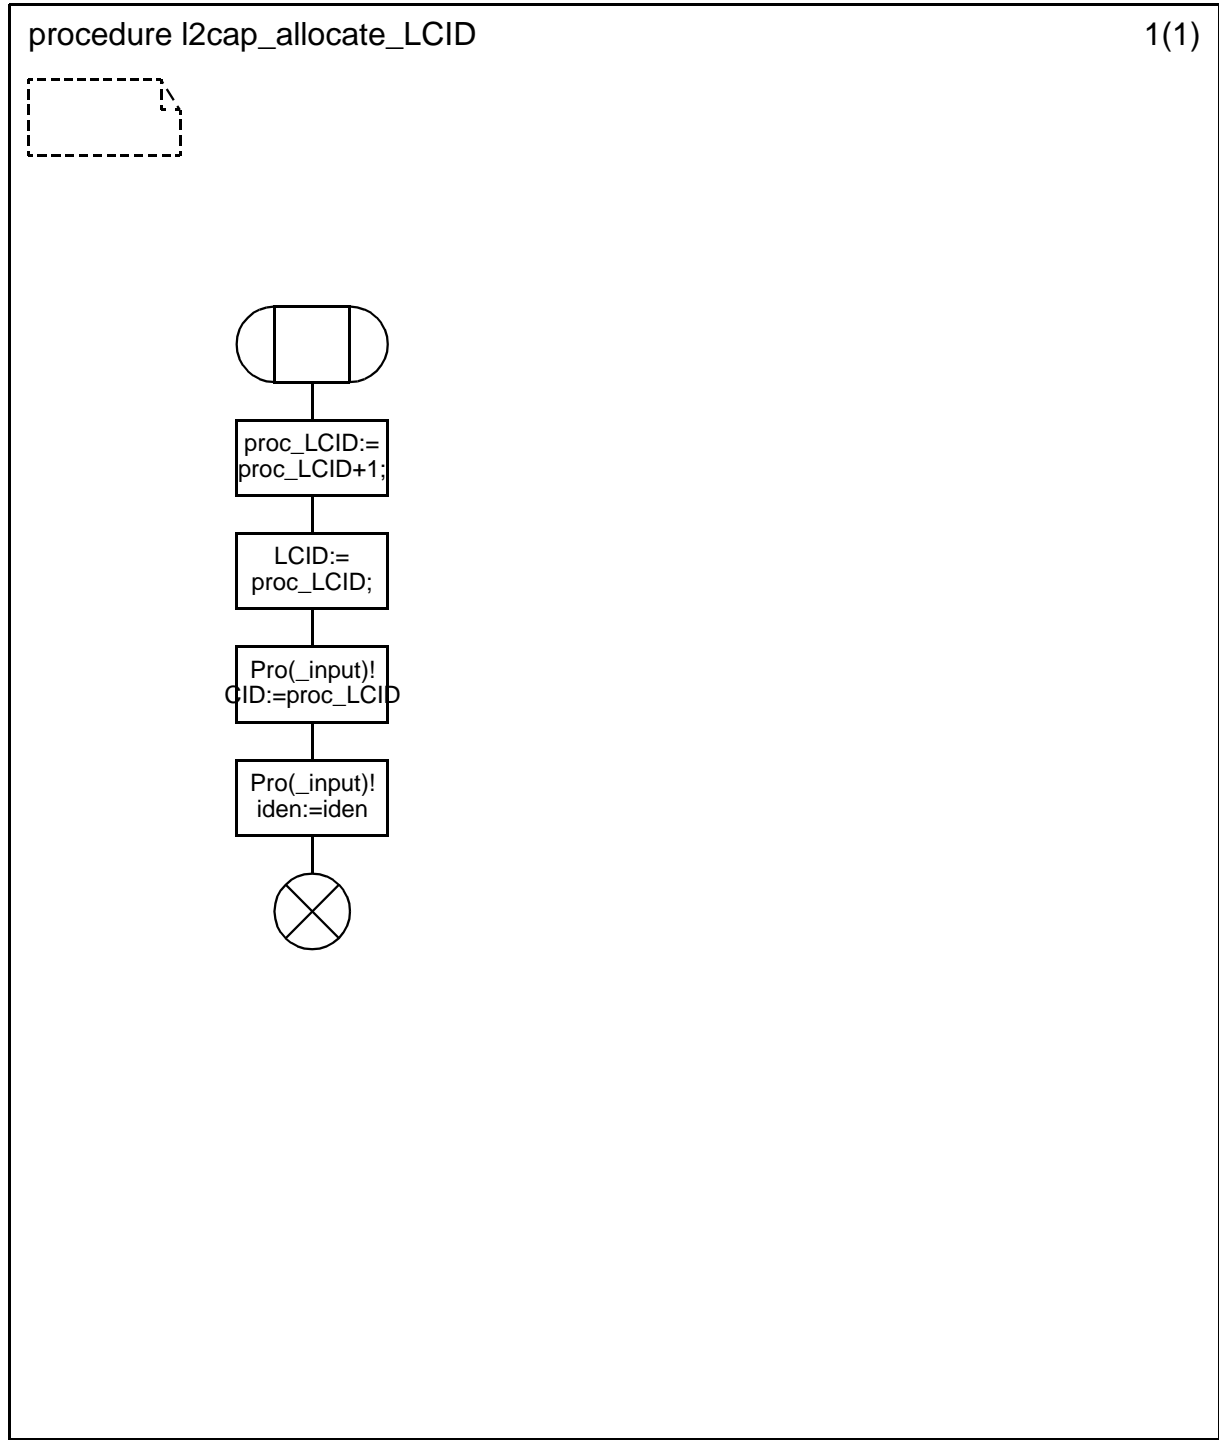 procedure l2cap_allocate_LCID 1(1)
proc_LCID:=
proc_LCID+1;
LCID:=
proc_LCID;
Pro(_input)!
CID:=proc_LCID
Pro(_input)!
iden:=iden